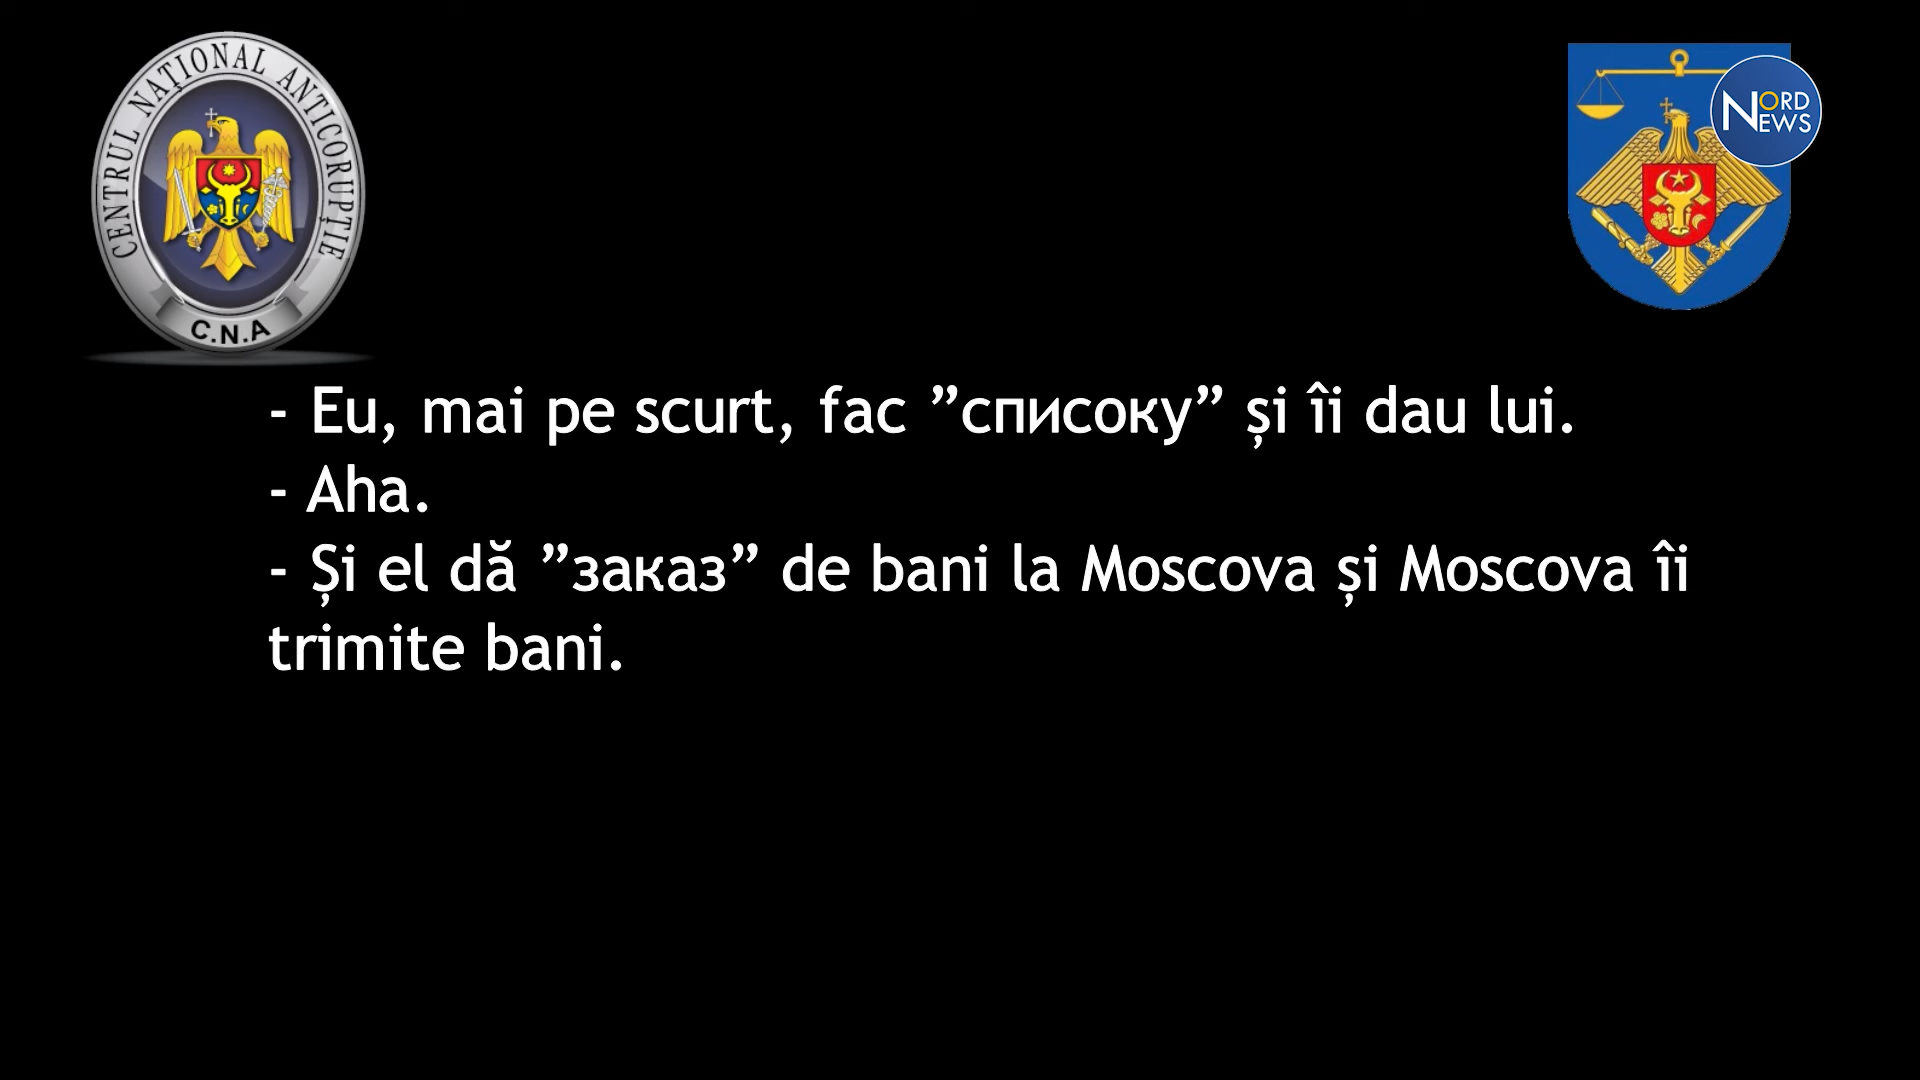 CENTRUL NAȚIONAL ANTICORUPȚIE
C.N.A
NORD
NEWS
- Eu, mai pe scurt, fac ”списоку” și îi dau lui.
- Aha.
- Și el dă ”заказ” de bani la Moscova și Moscova îi
trimite bani.